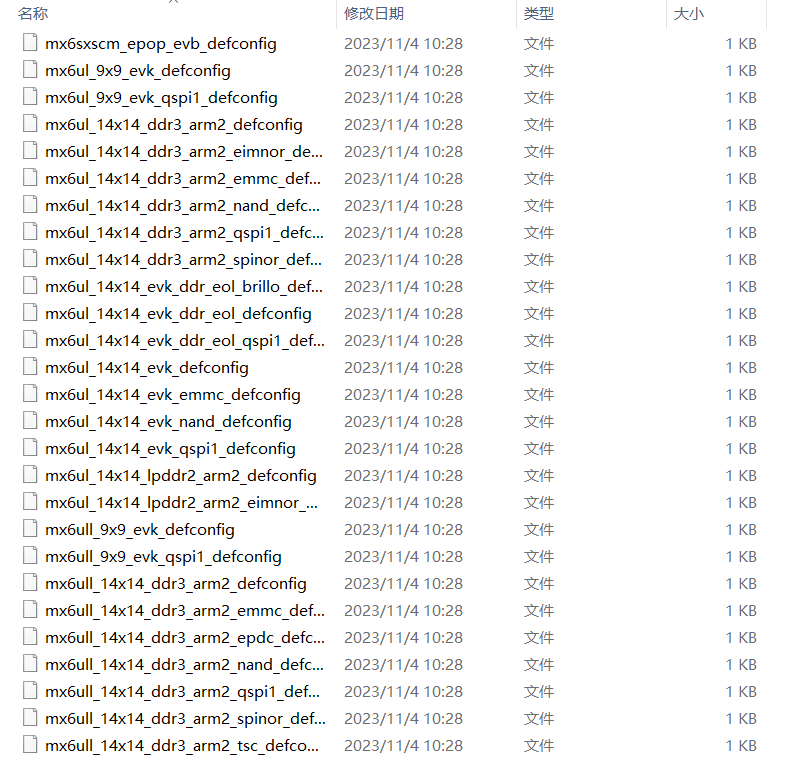 名称 修改日期 类型 大小
mx6sxscm_epop_evb_defconfig 2023/11/4 10:28 文件 1 KB
mx6ul_9x9_evk_defconfig 2023/11/4 10:28 文件 1 KB
mx6ul_9x9_evk_qspi1_defconfig 2023/11/4 10:28 文件 1 KB
mx6ul_14x14_ddr3_arm2_defconfig 2023/11/4 10:28 文件 1 KB
mx6ul_14x14_ddr3_arm2_eimnor_de... 2023/11/4 10:28 文件 1 KB
mx6ul_14x14_ddr3_arm2_emmc_def... 2023/11/4 10:28 文件 1 KB
mx6ul_14x14_ddr3_arm2_nand_defc... 2023/11/4 10:28 文件 1 KB
mx6ul_14x14_ddr3_arm2_qspi1_defc... 2023/11/4 10:28 文件 1 KB
mx6ul_14x14_ddr3_arm2_spinor_def... 2023/11/4 10:28 文件 1 KB
mx6ul_14x14_evk_ddr_eol_brillo_def... 2023/11/4 10:28 文件 1 KB
mx6ul_14x14_evk_ddr_eol_defconfig 2023/11/4 10:28 文件 1 KB
mx6ul_14x14_evk_ddr_eol_qspi1_def... 2023/11/4 10:28 文件 1 KB
mx6ul_14x14_evk_defconfig 2023/11/4 10:28 文件 1 KB
mx6ul_14x14_evk_emmc_defconfig 2023/11/4 10:28 文件 1 KB
mx6ul_14x14_evk_nand_defconfig 2023/11/4 10:28 文件 1 KB
mx6ul_14x14_evk_qspi1_defconfig 2023/11/4 10:28 文件 1 KB
mx6ul_14x14_lpddr2_arm2_defconfig 2023/11/4 10:28 文件 1 KB
mx6ul_14x14_lpddr2_arm2_eimnor_... 2023/11/4 10:28 文件 1 KB
mx6ull_9x9_evk_defconfig 2023/11/4 10:28 文件 1 KB
mx6ull_9x9_evk_qspi1_defconfig 2023/11/4 10:28 文件 1 KB
mx6ull_14x14_ddr3_arm2_defconfig 2023/11/4 10:28 文件 1 KB
mx6ull_14x14_ddr3_arm2_emmc_def... 2023/11/4 10:28 文件 1 KB
mx6ull_14x14_ddr3_arm2_epdc_defc... 2023/11/4 10:28 文件 1 KB
mx6ull_14x14_ddr3_arm2_nand_defc... 2023/11/4 10:28 文件 1 KB
mx6ull_14x14_ddr3_arm2_qspi1_def... 2023/11/4 10:28 文件 1 KB
mx6ull_14x14_ddr3_arm2_spinor_def... 2023/11/4 10:28 文件 1 KB
mx6ull_14x14_ddr3_arm2_tsc_defco... 2023/11/4 10:28 文件 1 KB